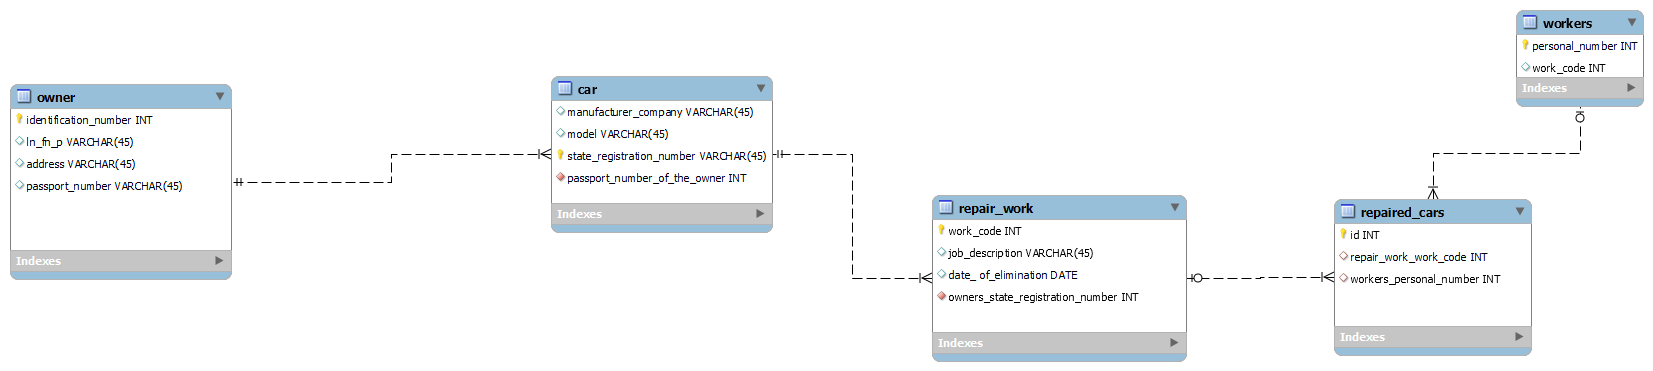 owner
identification_number INT
ln_fn_p VARCHAR(45)
address VARCHAR(45)
passport_number VARCHAR(45)
Indexes
car
manufacturer_company VARCHAR(45)
model VARCHAR(45)
state_registration_number VARCHAR(45)
passport_number_of_the_owner INT
Indexes
repair_work
work_code INT
job_description VARCHAR(45)
date_ of_elimination DATE
owners_state_registration_number INT
Indexes
repaired_cars
id INT
repair_work_work_code INT
workers_personal_number INT
Indexes
workers
personal_number INT
work_code INT
Indexes